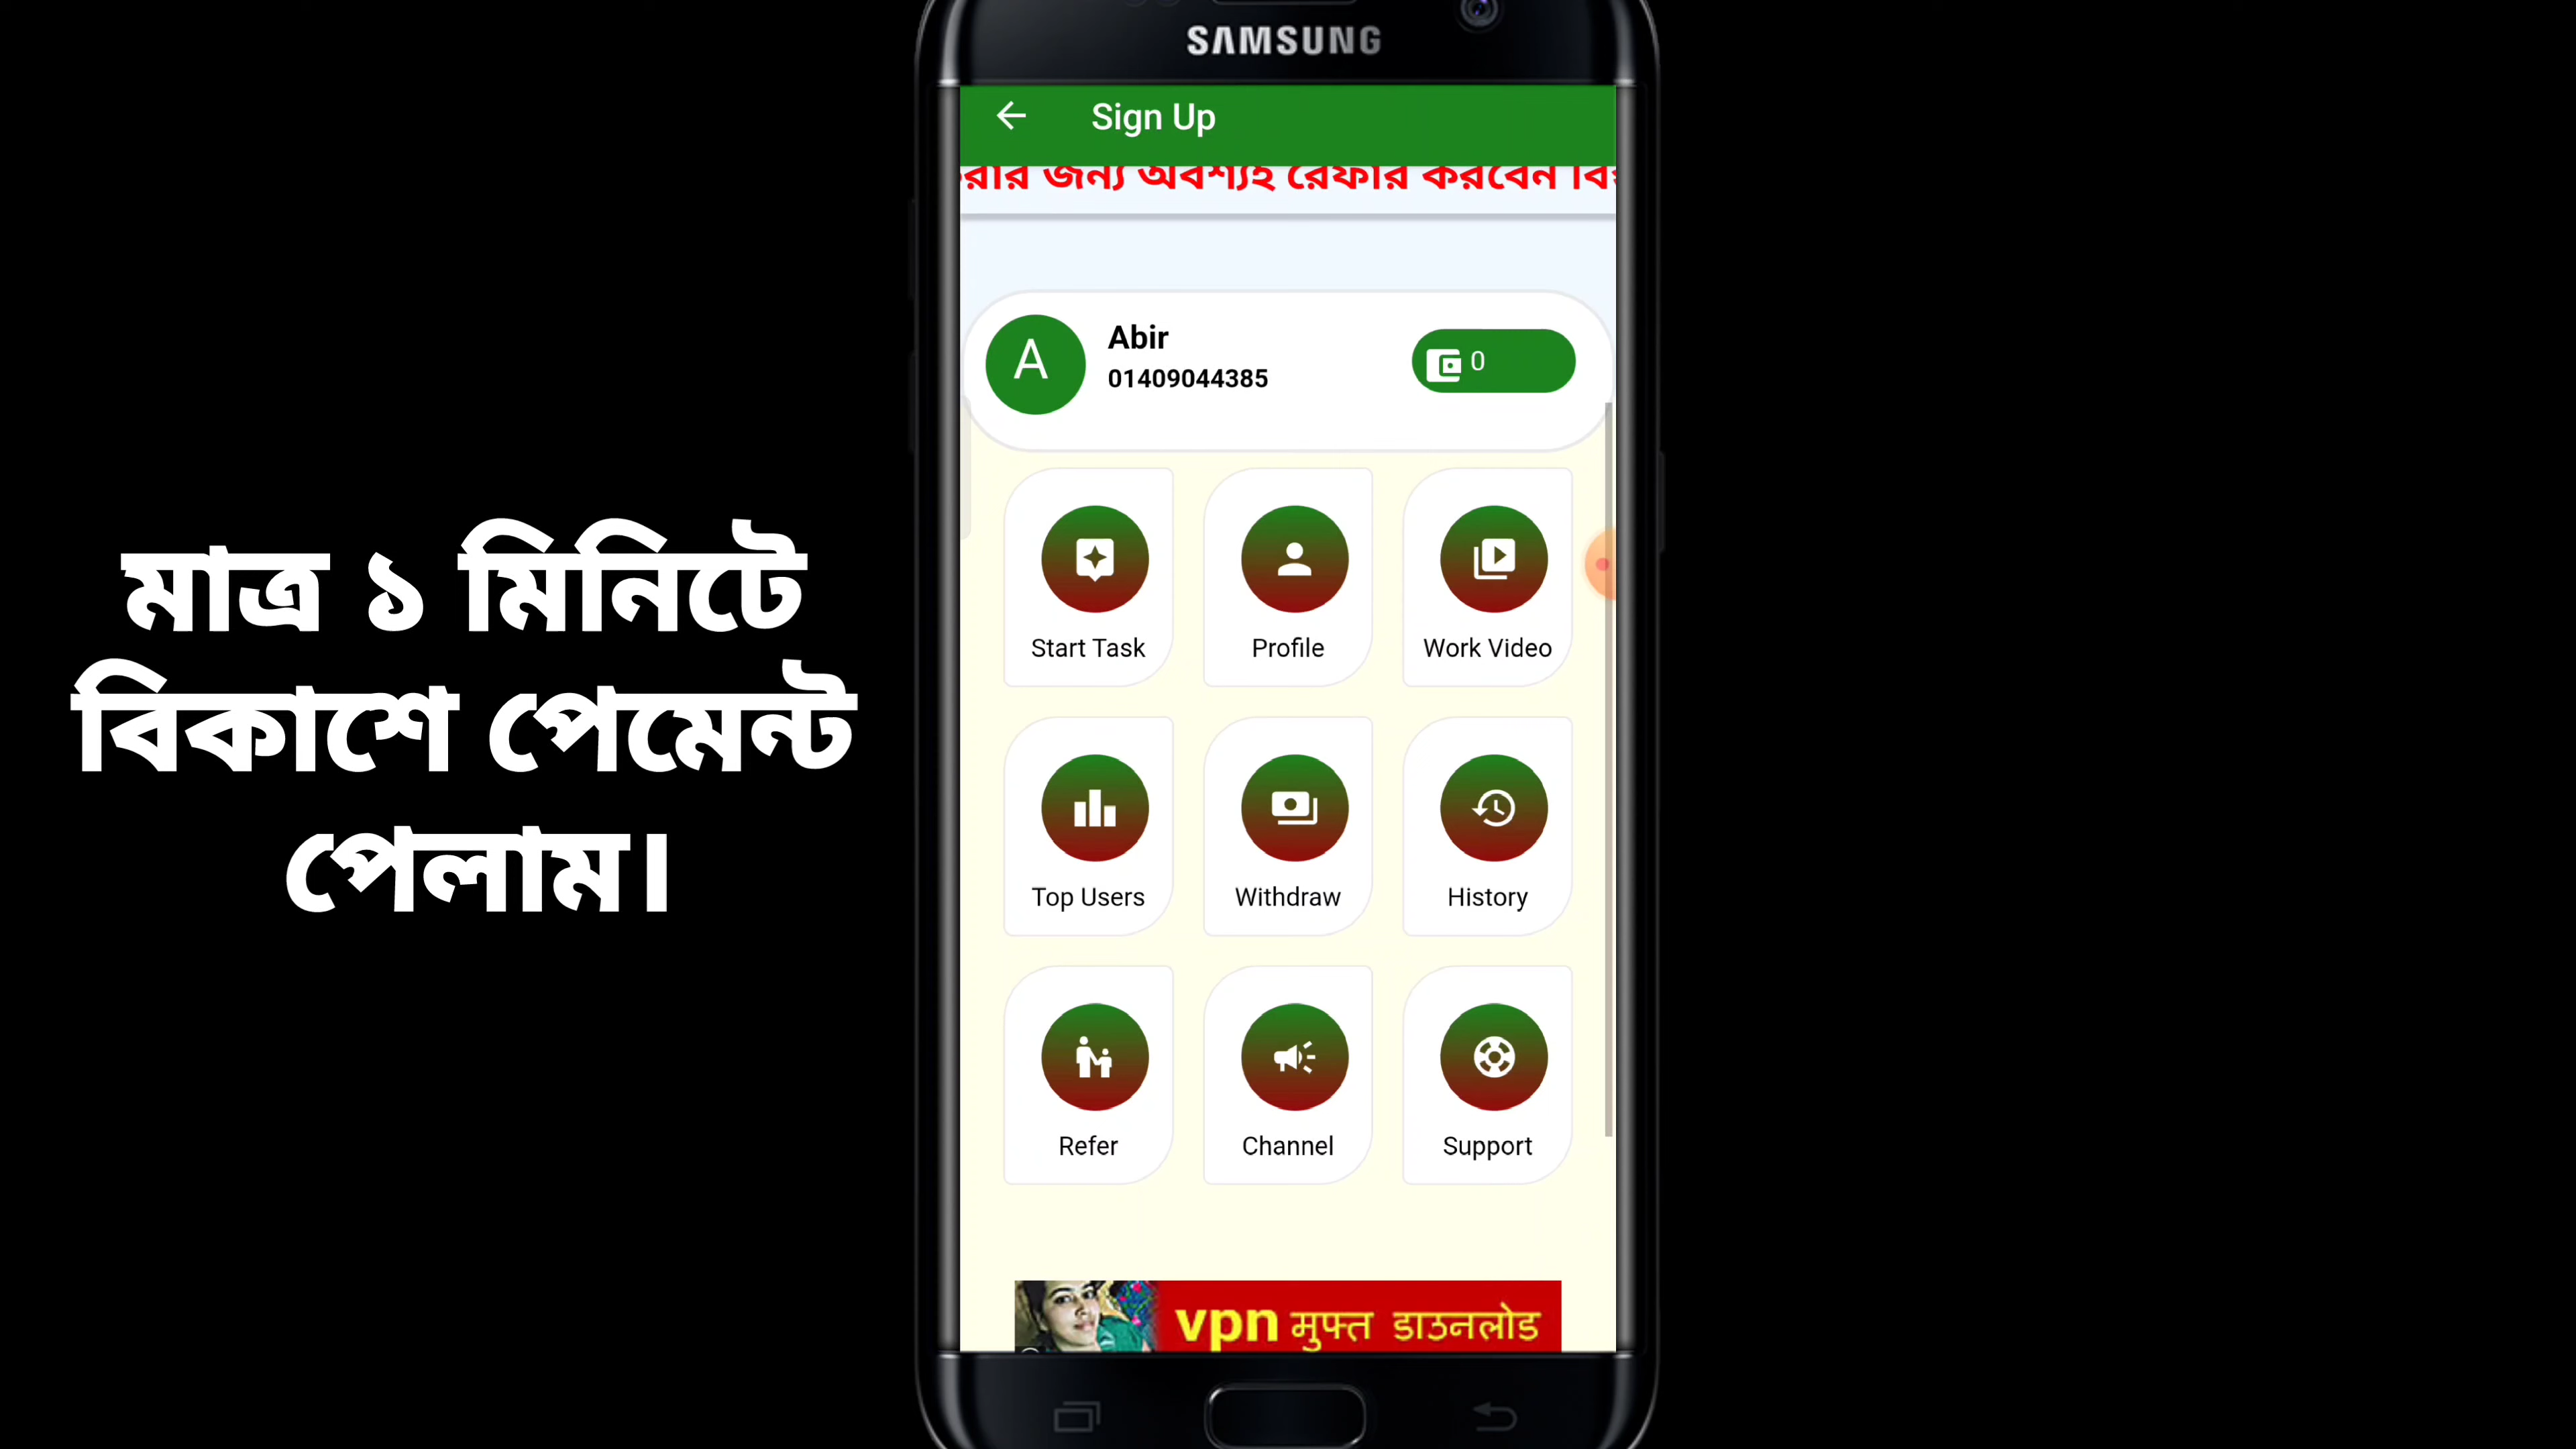 SAMSUNG
Sign Up
জন্য অবশ্যই রেফার করবেন
Abir
01409044385
0
মাত্র ১ মিনিটে
বিকাশে পেমেন্ট
পেলাম।
A
Start Task
Profile
Work Video
Top Users
Withdraw
History
Refer
Channel
Support
vpn मुफ्त डाउनलोड